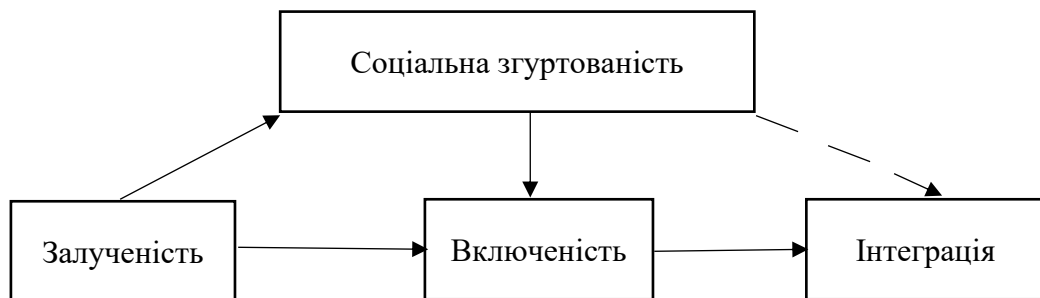 Соціальна згуртованість
Залученість
Включеність
Інтеграція